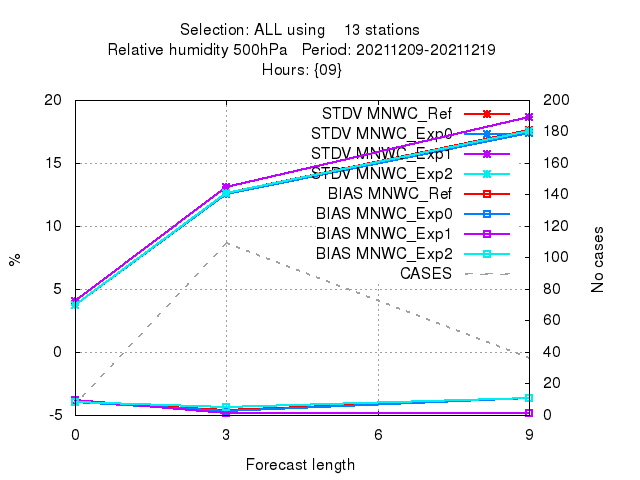 Selection: ALL using 13 stations
Relative humidity 500hPa Period: 20211209-20211219
Hours: {09}
20 200
STDV MNWC_Ref
STDV MNWC_Exp0 180
STDV MNWC_Exp1
15 160
STDV MNWC_Exp2
BIAS MNWC_Ref 140
BIAS MNWC_Exp0
10 120
BIAS MNWC_Exp1
BIAS MNWC_Exp2 100
% No cases
CASES
5 80
60
0 40
20
-5 0
0 3 6 9
Forecast length